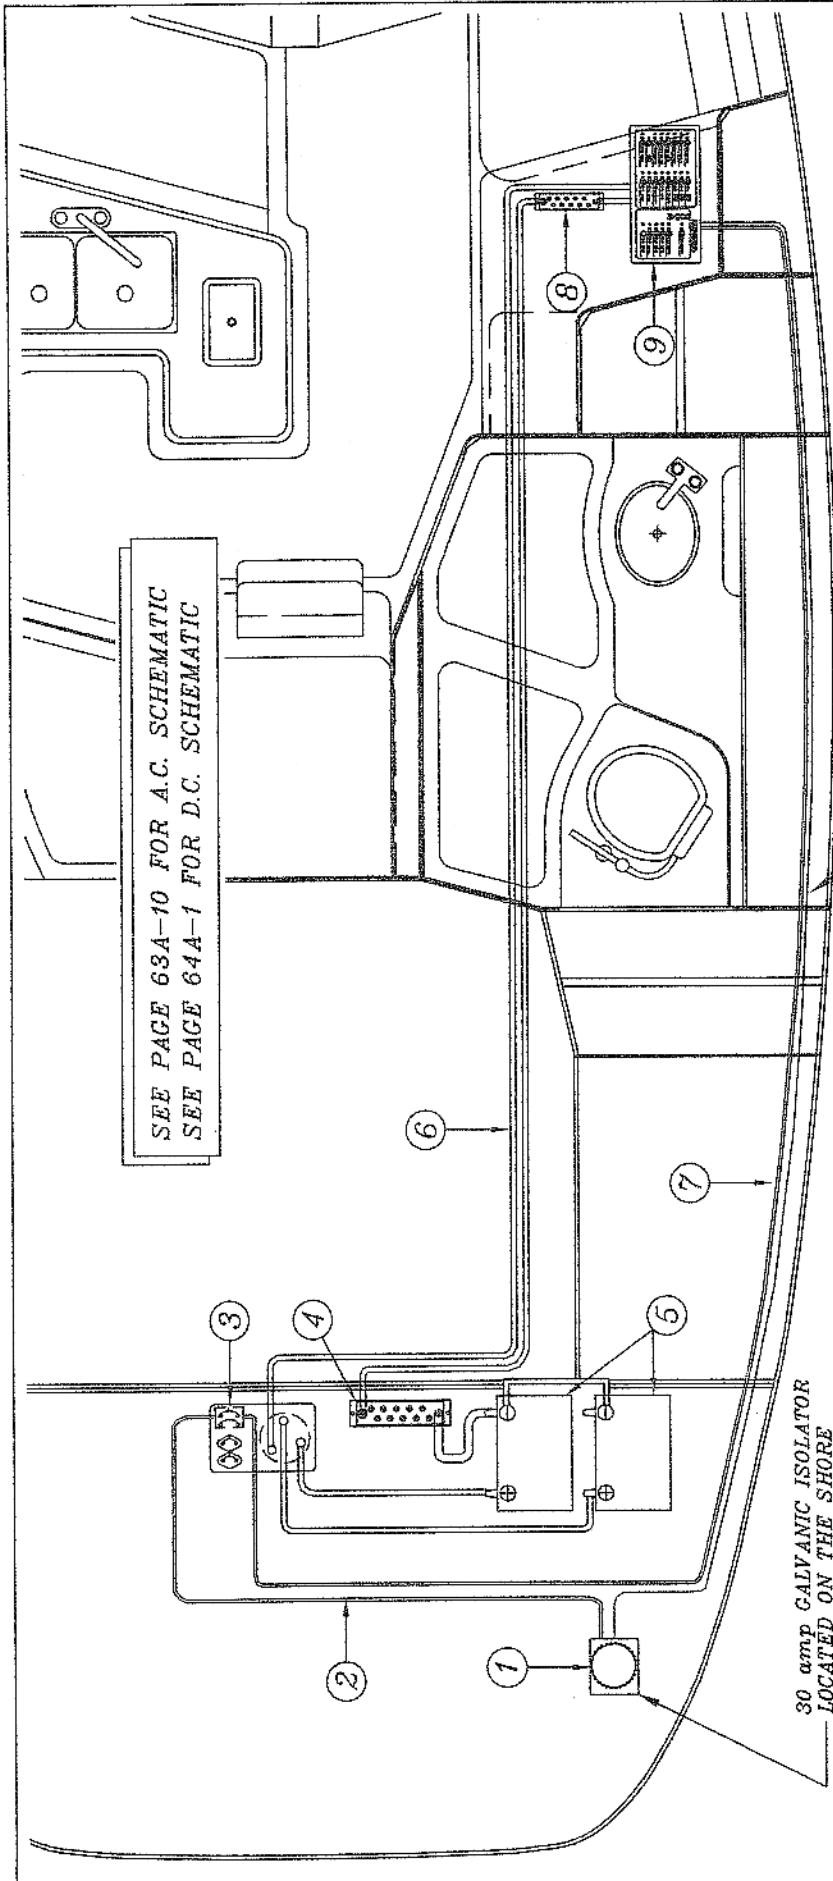 SEE PAGE 63A-10 FOR A.C. SCHEMATIC
SEE PAGE 64A-1 FOR D.C. SCHEMATIC
1
2
3
4
5
6
7
8
9
30 amp GALVANIC ISOLATOR
LOCATED ON THE SHORE